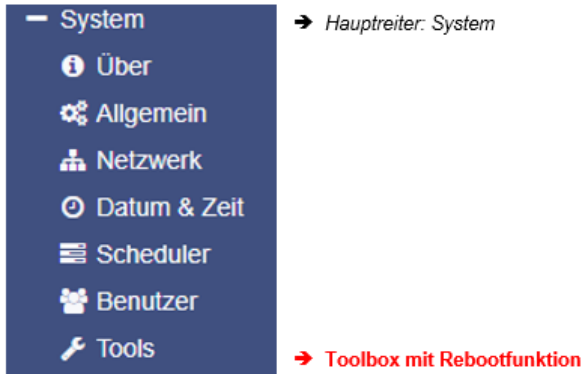 System ➔ Hauptreiter: System
Über
Allgemein
Netzwerk
Datum & Zeit
Scheduler
Benutzer
Tools ➔ Toolbox mit Rebootfunktion